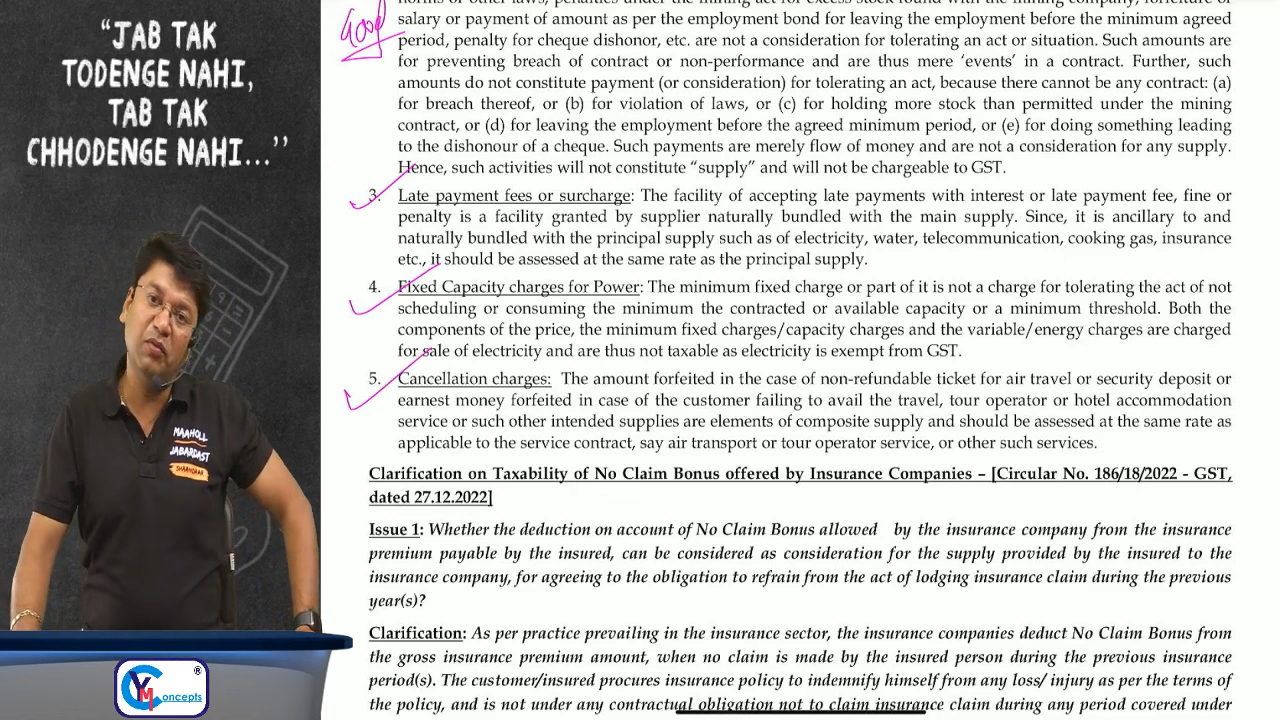 “JAB TAK
TODENGE NAHI,
TAB TAK
CHHODENGE NAHI...’’
MAAHOLL
JABARDAST
SHAANDAAR
CYM Concepts ®
Good
salary or payment of amount as per the employment bond for leaving the employment before the minimum agreed
period, penalty for cheque dishonor, etc. are not a consideration for tolerating an act or situation. Such amounts are
for preventing breach of contract or non-performance and are thus mere ‘events’ in a contract. Further, such
amounts do not constitute payment (or consideration) for tolerating an act, because there cannot be any contract: (a)
for breach thereof, or (b) for violation of laws, or (c) for holding more stock than permitted under the mining
contract, or (d) for leaving the employment before the agreed minimum period, or (e) for doing something leading
to the dishonour of a cheque. Such payments are merely flow of money and are not a consideration for any supply.
Hence, such activities will not constitute “supply” and will not be chargeable to GST.
3. Late payment fees or surcharge: The facility of accepting late payments with interest or late payment fee, fine or
penalty is a facility granted by supplier naturally bundled with the main supply. Since, it is ancillary to and
naturally bundled with the principal supply such as of electricity, water, telecommunication, cooking gas, insurance
etc., it should be assessed at the same rate as the principal supply.
4. Fixed Capacity charges for Power: The minimum fixed charge or part of it is not a charge for tolerating the act of not
scheduling or consuming the minimum the contracted or available capacity or a minimum threshold. Both the
components of the price, the minimum fixed charges/capacity charges and the variable/energy charges are charged
for sale of electricity and are thus not taxable as electricity is exempt from GST.
5. Cancellation charges: The amount forfeited in the case of non-refundable ticket for air travel or security deposit or
earnest money forfeited in case of the customer failing to avail the travel, tour operator or hotel accommodation
service or such other intended supplies are elements of composite supply and should be assessed at the same rate as
applicable to the service contract, say air transport or tour operator service, or other such services.
Clarification on Taxability of No Claim Bonus offered by Insurance Companies – [Circular No. 186/18/2022 - GST,
dated 27.12.2022]
Issue 1: Whether the deduction on account of No Claim Bonus allowed by the insurance company from the insurance
premium payable by the insured, can be considered as consideration for the supply provided by the insured to the
insurance company, for agreeing to the obligation to refrain from the act of lodging insurance claim during the previous
year(s)?
Clarification: As per practice prevailing in the insurance sector, the insurance companies deduct No Claim Bonus from
the gross insurance premium amount, when no claim is made by the insured person during the previous insurance
period(s). The customer/insured procures insurance policy to indemnify himself from any loss/ injury as per the terms of
the policy, and is not under any contractual obligation not to claim insurance claim during any period covered under